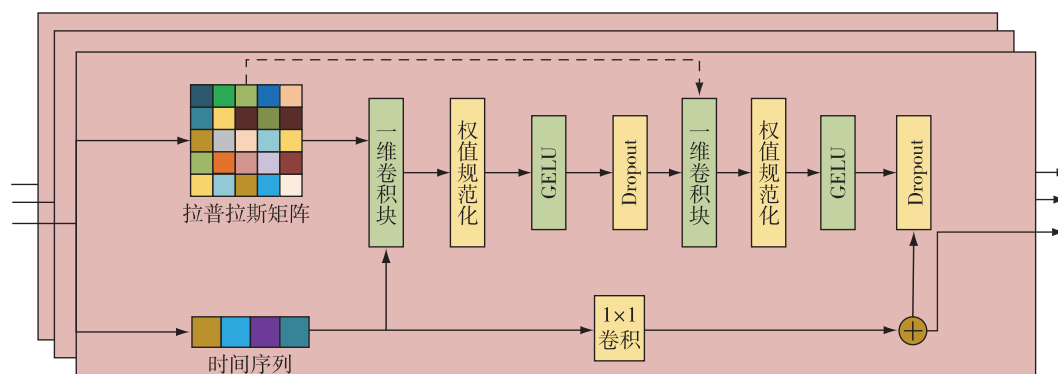 拉普拉斯矩阵
一维卷积块
权值规范化
GELU
Dropout
一维卷积块
权值规范化
GELU
Dropout
时间序列
1×1
卷积